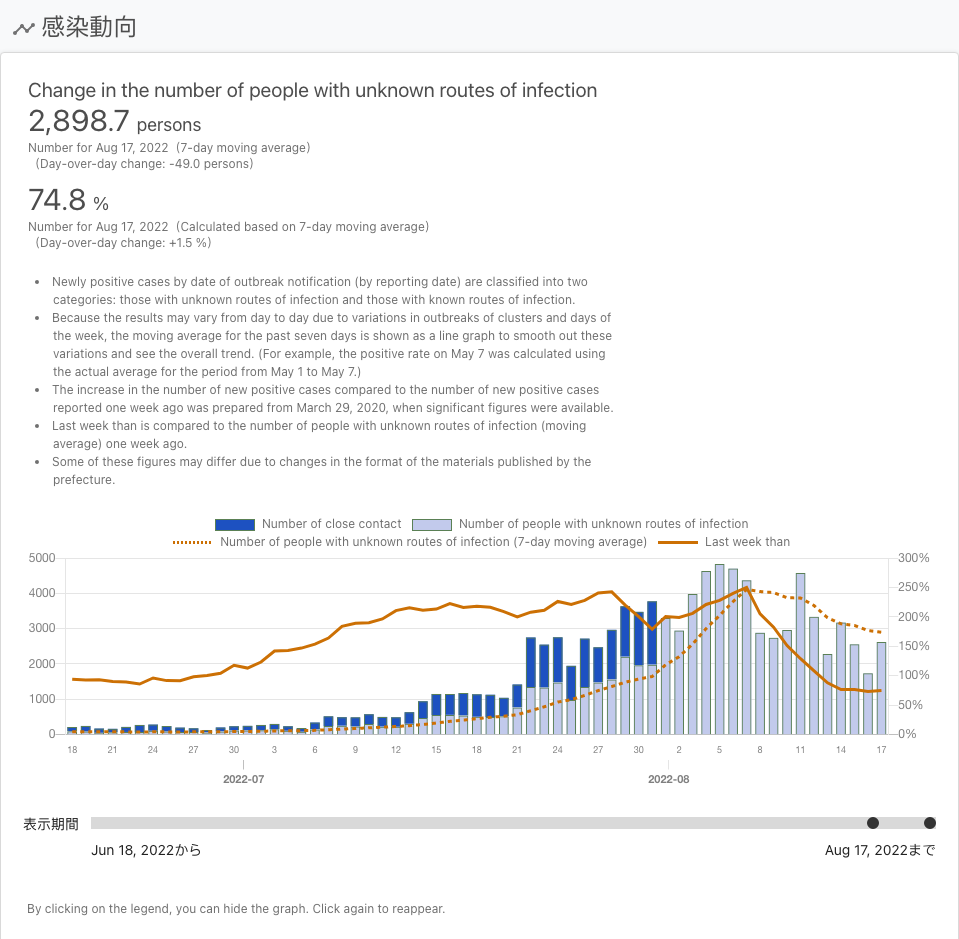 感染動向
Change in the number of people with unknown routes of infection
2,898.7 persons
Number for Aug 17, 2022 (7-day moving average)
(Day-over-day change: -49.0 persons)
74.8 %
Number for Aug 17, 2022 (Calculated based on 7-day moving average)
(Day-over-day change: +1.5 %)
• Newly positive cases by date of outbreak notification (by reporting date) are classified into two
categories: those with unknown routes of infection and those with known routes of infection.
• Because the results may vary from day to day due to variations in outbreaks of clusters and days of
the week, the moving average for the past seven days is shown as a line graph to smooth out these
variations and see the overall trend. (For example, the positive rate on May 7 was calculated using
the actual average for the period from May 1 to May 7.)
• The increase in the number of new positive cases compared to the number of new positive cases
reported one week ago was prepared from March 29, 2020, when significant figures were available.
• Last week than is compared to the number of people with unknown routes of infection (moving
average) one week ago.
• Some of these figures may differ due to changes in the format of the materials published by the
prefecture.
Number of close contact Number of people with unknown routes of infection
Number of people with unknown routes of infection (7-day moving average) Last week than
5000 300%
250%
4000
200%
3000
150%
2000
100%
1000
50%
0 0%
18 21 24 27 30 3 6 9 12 15 18 21 24 27 30 2 5 8 11 14 17
2022-07 2022-08
表示期間
Jun 18, 2022から Aug 17, 2022まで
By clicking on the legend, you can hide the graph. Click again to reappear.